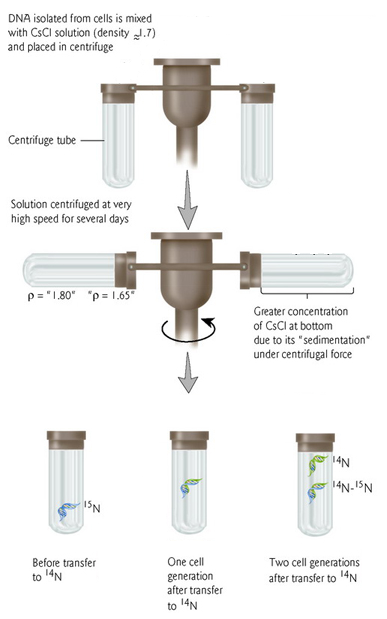 DNA isolated from cells is mixed
with CsCl solution (density ≈1.7)
and placed in centrifuge
Centrifuge tube
Solution centrifuged at very
high speed for several days
ρ = "1.80" "ρ = 1.65"
Greater concentration
of CsCl at bottom
due to its "sedimentation"
under centrifugal force
¹⁵N
¹⁴N
¹⁴N-¹⁵N
Before transfer
to ¹⁴N
One cell
generation
after transfer
to ¹⁴N
Two cell generations
after transfer to ¹⁴N